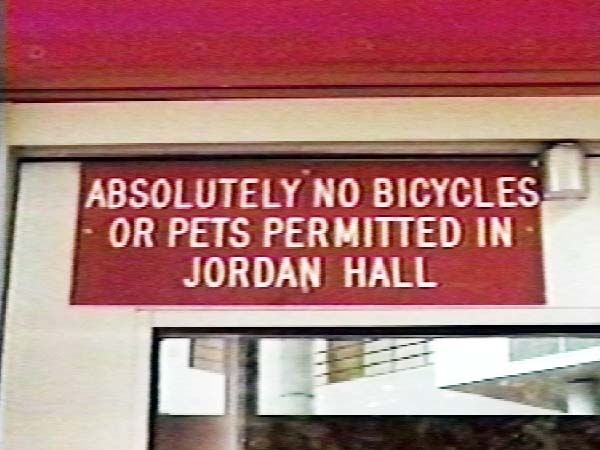 ABSOLUTELY NO BICYCLES
OR PETS PERMITTED IN
JORDAN HALL